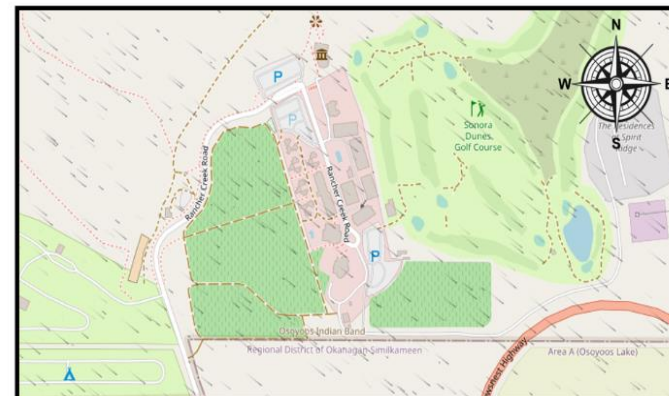 N
W
E
S
P
P
The Residences
at Spirit
Ridge
Sonora
Dunes
Golf Course
Rancher Creek Road
Rancher Creek Road
P
Osoyoos Indian Band
Regional District of Okanagan-Similkameen
Area A (Osoyoos Lake)
Highway